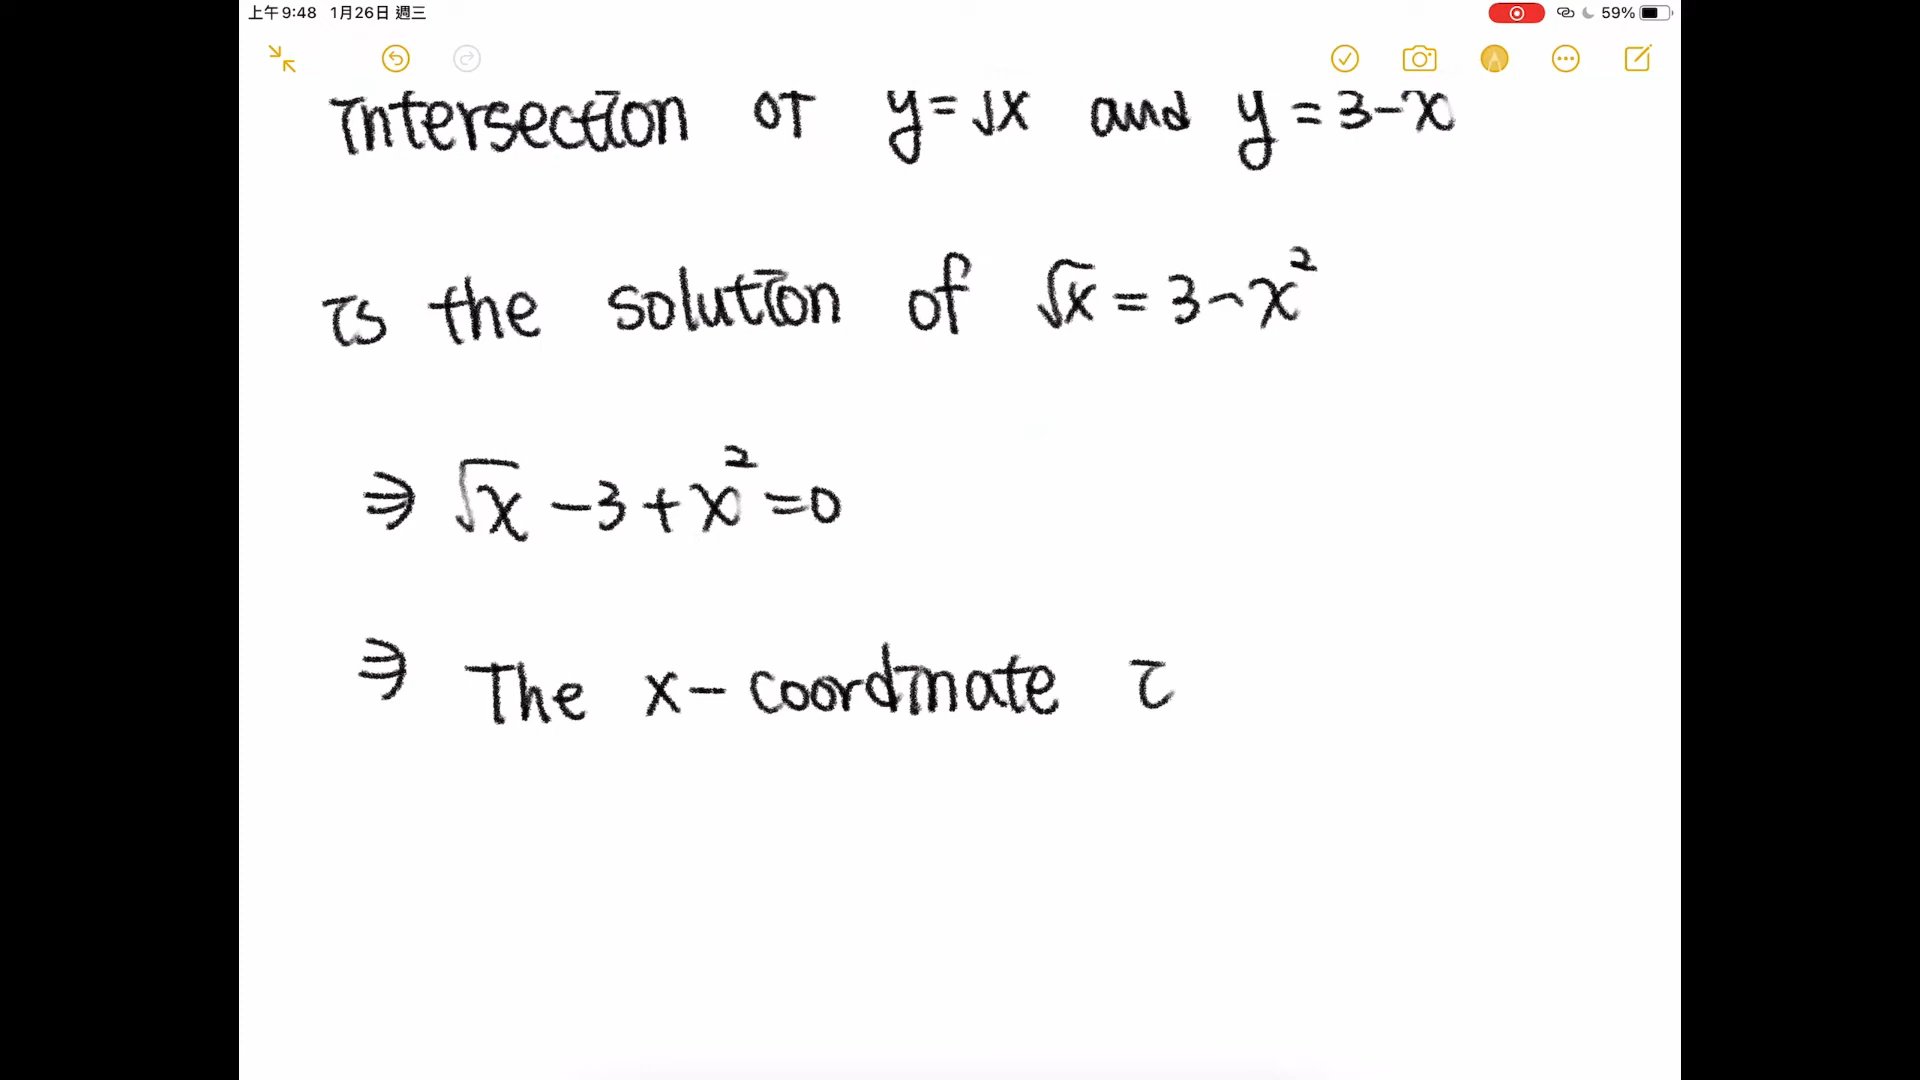 上午9:48 1月26日 週三 59%
intersection of y=√x and y=3-x
is the solution of √x=3-x²
⇒ √x-3+x²=0
⇒ The x-coordinate i